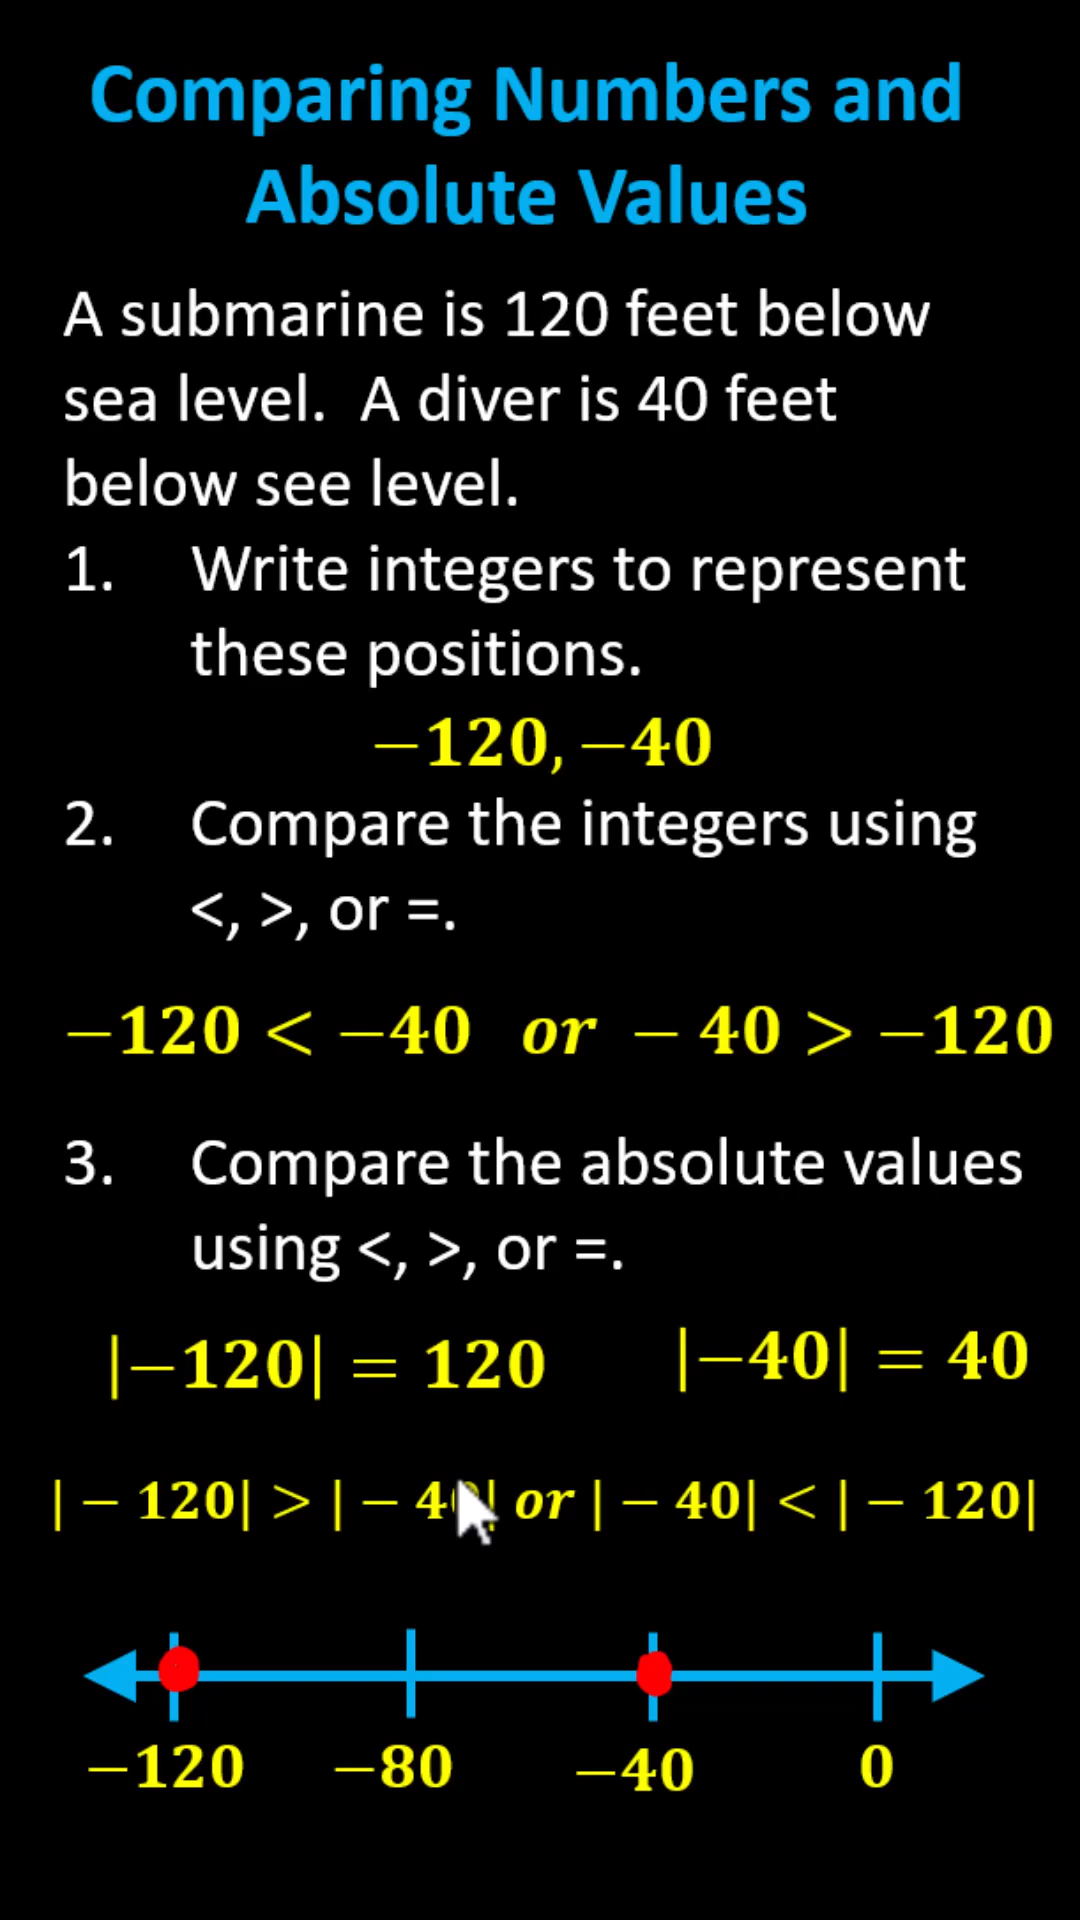 Comparing Numbers and
Absolute Values
A submarine is 120 feet below
sea level.  A diver is 40 feet
below see level.
1. Write integers to represent
these positions.
−120, −40
2. Compare the integers using
<, >, or =.
−120 < −40 or − 40 > −120
3. Compare the absolute values
using <, >, or =.
|−120| = 120 |−40| = 40
| − 120| > | − 40| or | − 40| < | − 120|
−120 −80 −40 0